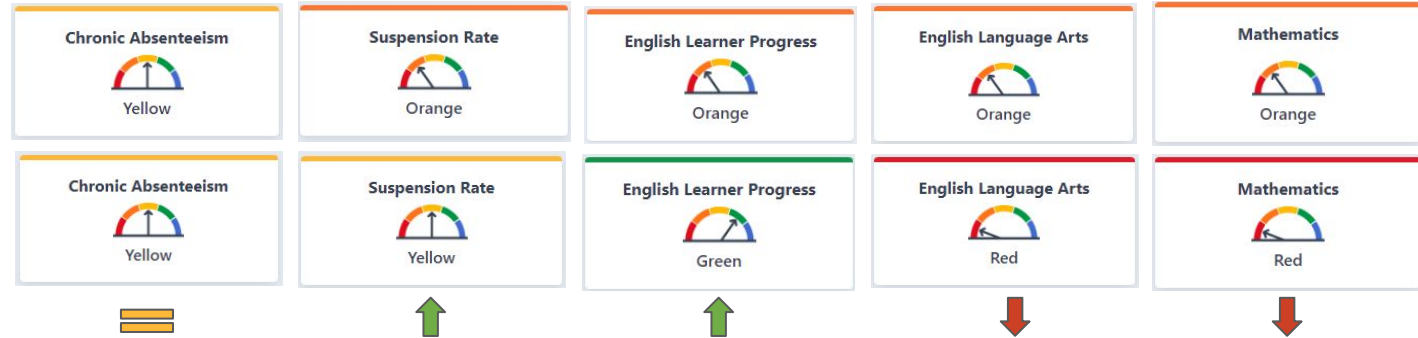 Chronic Absenteeism
Yellow
Suspension Rate
Orange
English Learner Progress
Orange
English Language Arts
Orange
Mathematics
Orange
Chronic Absenteeism
Yellow
Suspension Rate
Yellow
English Learner Progress
Green
English Language Arts
Red
Mathematics
Red